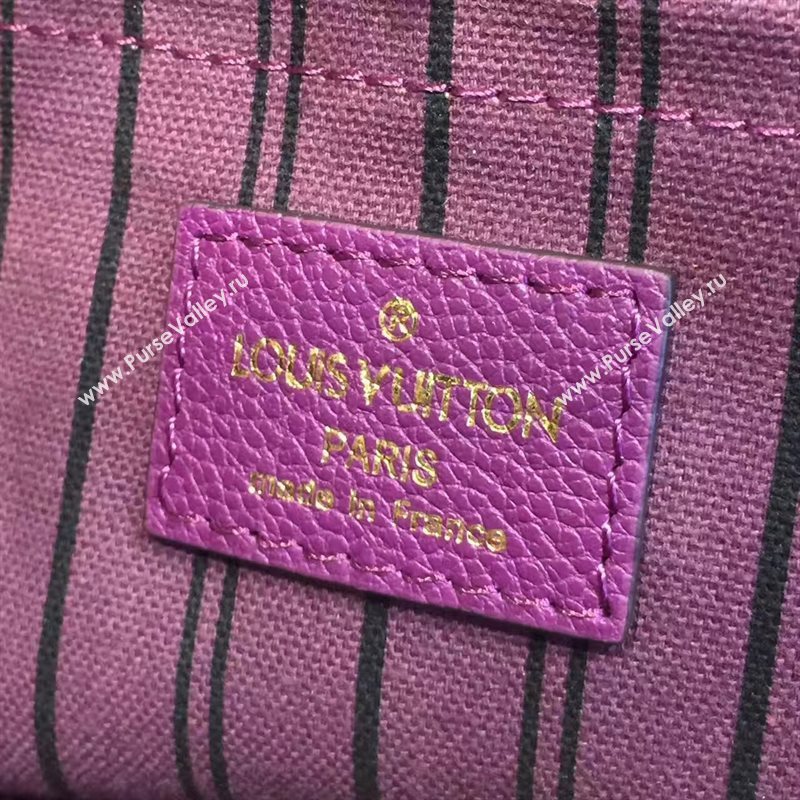 ®
LOUIS VUITTON
PARIS
made in France
www.PurseValley.ru
www.PurseValley.ru